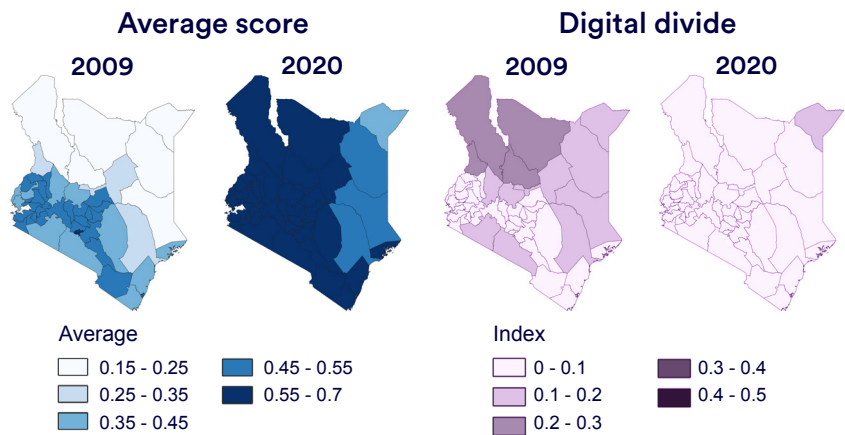 Average score
Digital divide
2009
2020
2009
2020
Average
0.15 - 0.25
0.45 - 0.55
0.25 - 0.35
0.55 - 0.7
0.35 - 0.45
Index
0 - 0.1
0.3 - 0.4
0.1 - 0.2
0.4 - 0.5
0.2 - 0.3